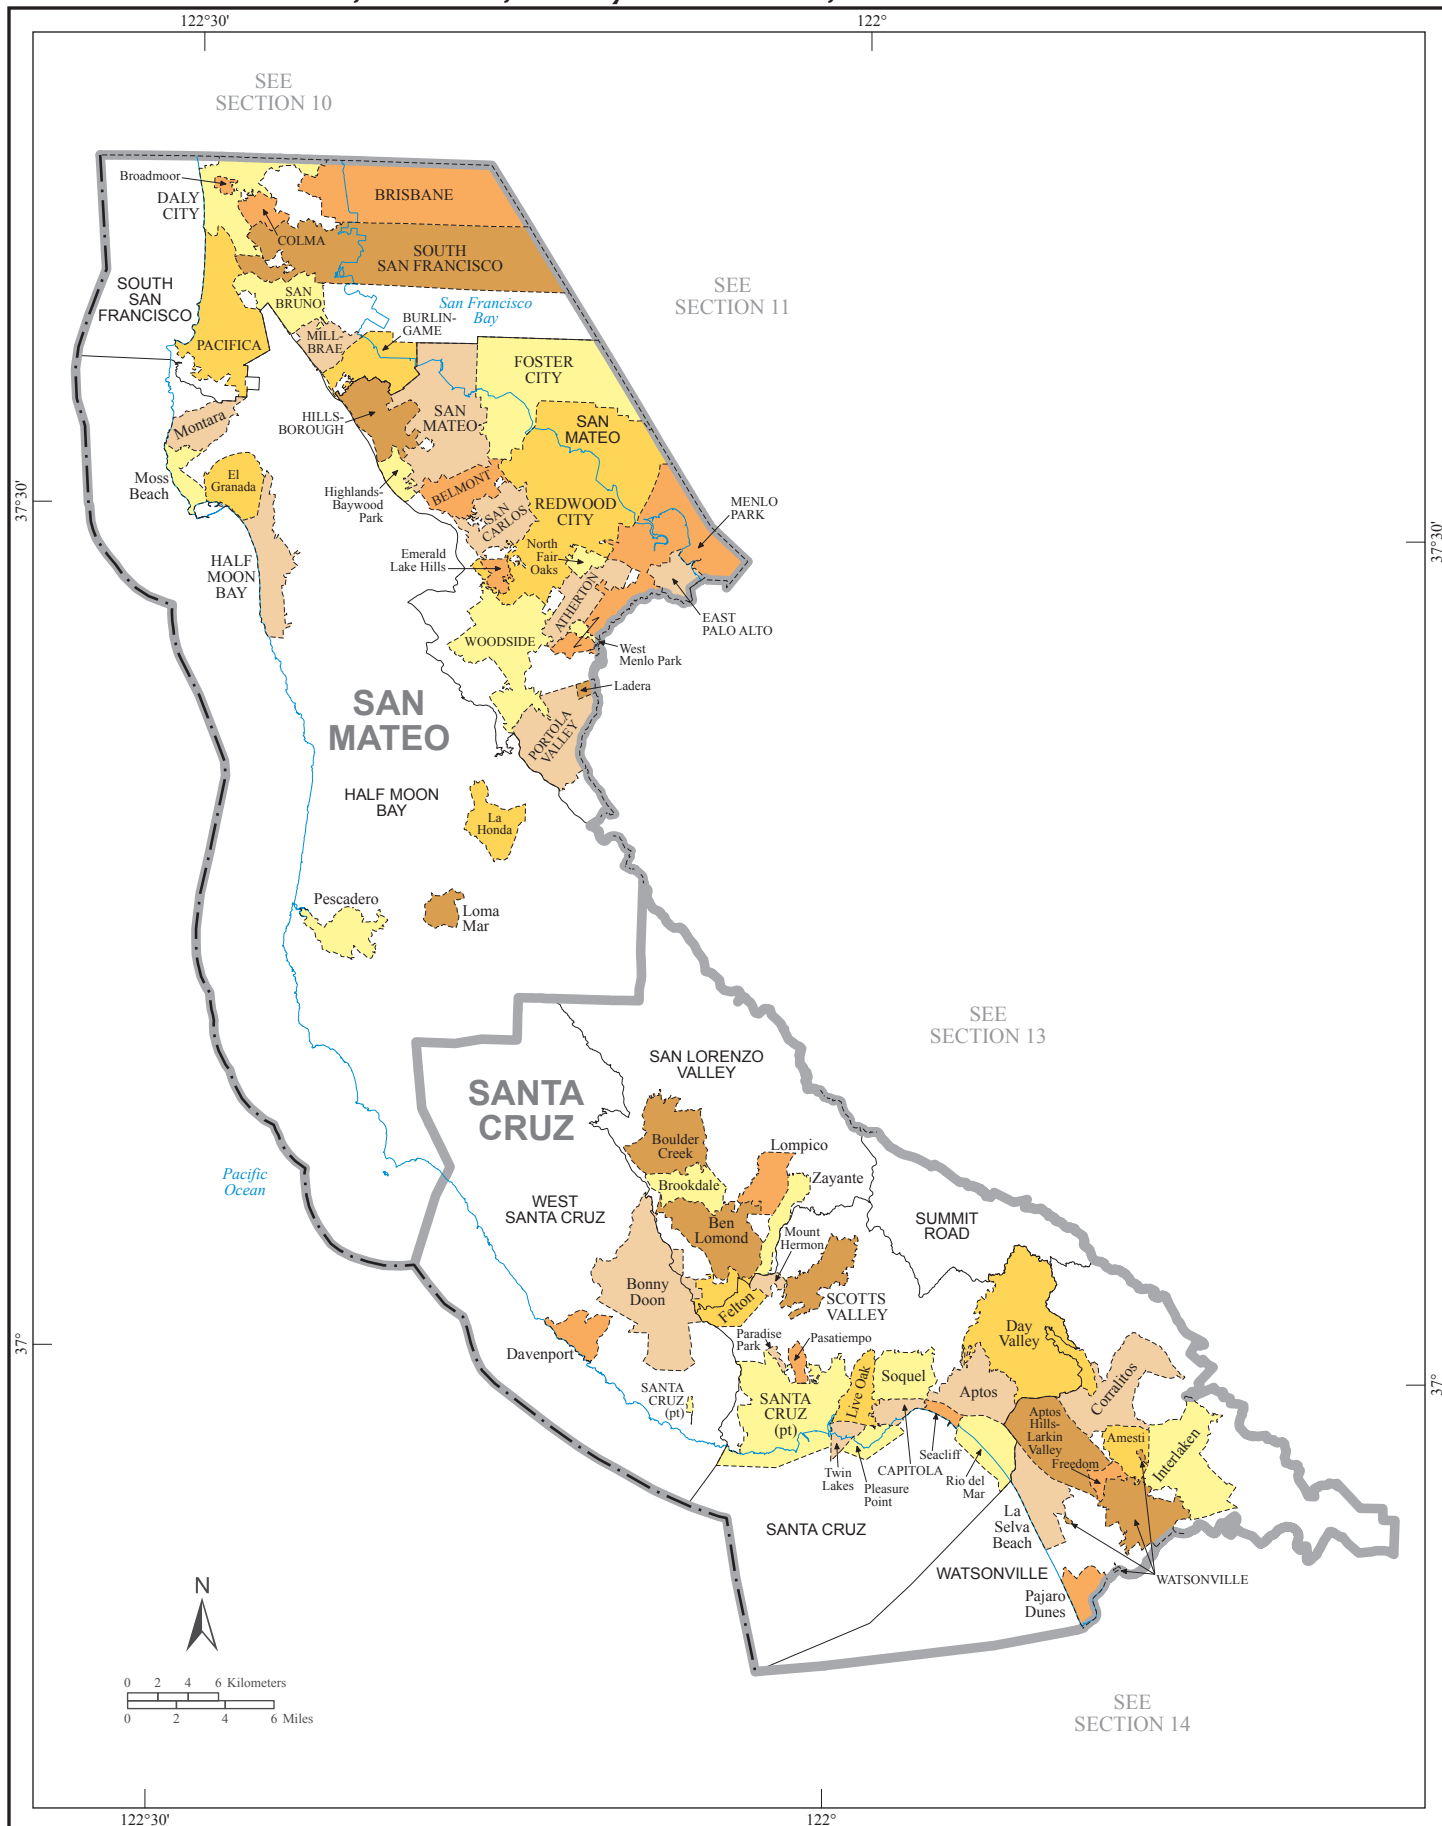 122°30'
122°
SEE
SECTION 10
Broadmoor
DALY
CITY
BRISBANE
COLMA
SOUTH
SAN FRANCISCO
SOUTH
SAN
FRANCISCO
SAN
BRUNO
San Francisco
Bay
SEE
SECTION 11
BURLIN-
GAME
MILL-
BRAE
PACIFICA
FOSTER
CITY
HILLS-
BOROUGH
SAN
MATEO
SAN
MATEO
Montara
Moss
Beach
El
Granada
Highlands-
Baywood
Park
BELMONT
SAN
CARLOS
REDWOOD
CITY
MENLO
PARK
37°30'
37°30'
HALF
MOON
BAY
Emerald
Lake Hills
North
Fair
Oaks
ATHERTON
EAST
PALO ALTO
WOODSIDE
West
Menlo Park
Ladera
SAN
MATEO
PORTOLA
VALLEY
HALF MOON
BAY
La
Honda
Pescadero
Loma
Mar
SEE
SECTION 13
SAN LORENZO
VALLEY
SANTA
CRUZ
Boulder
Creek
Lompico
Pacific
Ocean
Brookdale
Zayante
WEST
SANTA CRUZ
Ben
Lomond
Mount
Hermon
SUMMIT
ROAD
Bonny
Doon
Felton
SCOTTS
VALLEY
Day
Valley
37°
Davenport
Paradise
Park
Pasatiempo
37°
SANTA
CRUZ
(pt)
SANTA
CRUZ
(pt)
Live Oak
Soquel
Aptos
Corralitos
Aptos
Hills-
Larkin
Valley
Amesti
Interlaken
Freedom
Seacliff
CAPITOLA
Twin
Lakes
Pleasure
Point
Rio del
Mar
La
Selva
Beach
SANTA CRUZ
WATSONVILLE
WATSONVILLE
Pajaro
Dunes
N
0 2 4 6 Kilometers
0 2 4 6 Miles
SEE
SECTION 14
122°30'
122°